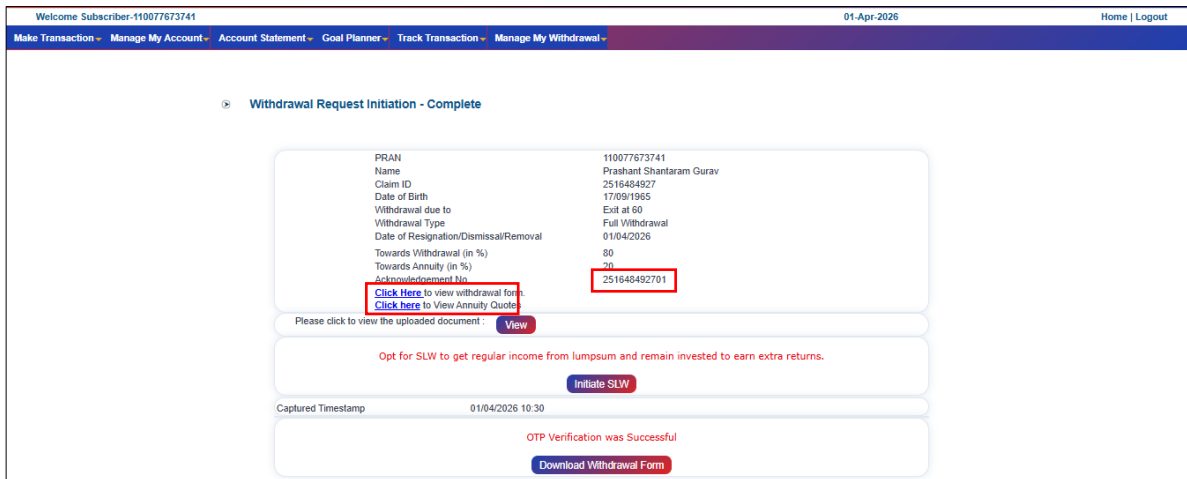 Welcome Subscriber-110077673741 01-Apr-2026 Home | Logout
Make Transaction Manage My Account Account Statement Goal Planner Track Transaction Manage My Withdrawal
Withdrawal Request Initiation - Complete
PRAN 110077673741
Name Prashant Shantaram Gurav
Claim ID 2516484927
Date of Birth 17/09/1965
Withdrawal due to Exit at 60
Withdrawal Type Full Withdrawal
Date of Resignation/Dismissal/Removal 01/04/2026
Towards Withdrawal (in %) 80
Towards Annuity (in %) 20
Acknowledgement No 251648492701
Click Here to view withdrawal form.
Click here to View Annuity Quotes
Please click to view the uploaded document : View
Opt for SLW to get regular income from lumpsum and remain invested to earn extra returns.
Initiate SLW
Captured Timestamp 01/04/2026 10:30
OTP Verification was Successful
Download Withdrawal Form